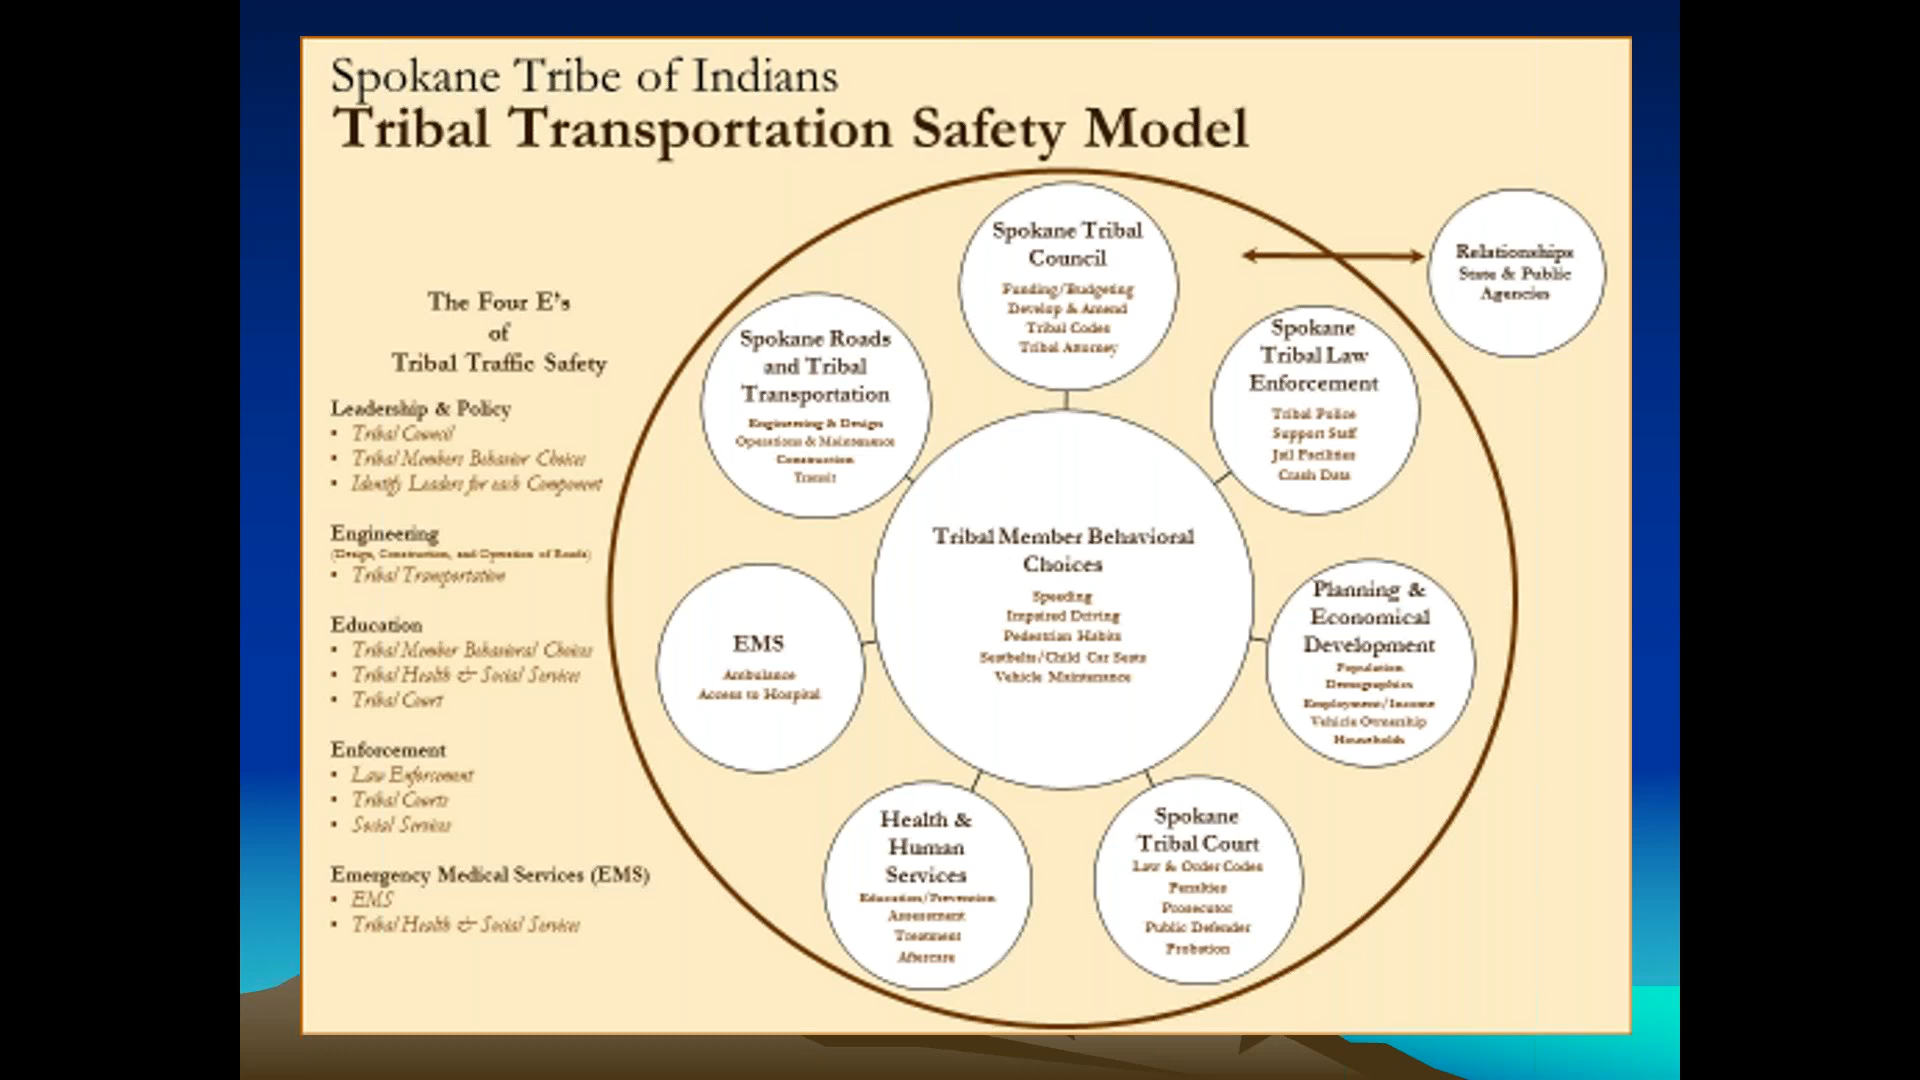 Spokane Tribe of Indians
Tribal Transportation Safety Model
The Four E's
of
Tribal Traffic Safety
Leadership & Policy
• Tribal Council
• Tribal Members Behavior Choices
• Identify Leaders for each Component
Engineering
(Design, Construction, and Operation of Roads)
• Tribal Transportation
Education
• Tribal Member Behavioral Choices
• Tribal Health & Social Services
• Tribal Court
Enforcement
• Law Enforcement
• Tribal Courts
• Social Services
Emergency Medical Services (EMS)
• EMS
• Tribal Health & Social Services
Spokane Tribal
Council
Funding/Budgeting
Develop & Amend
Tribal Codes
Tribal Attorney
Relationships
State & Public
Agencies
Spokane Roads
and Tribal
Transportation
Engineering & Design
Operations & Maintenance
Construction
Transit
Spokane
Tribal Law
Enforcement
Tribal Police
Support Staff
Jail Facilities
Crash Data
Tribal Member Behavioral
Choices
Speeding
Impaired Driving
Pedestrian Habits
Seatbelts/Child Car Seats
Vehicle Maintenance
EMS
Ambulance
Access to Hospital
Planning &
Economical
Development
Population
Demographics
Employment/Income
Vehicle Ownership
Households
Health &
Human
Services
Education/Prevention
Assessment
Treatment
Aftercare
Spokane
Tribal Court
Law & Order Codes
Penalties
Prosecutor
Public Defender
Probation